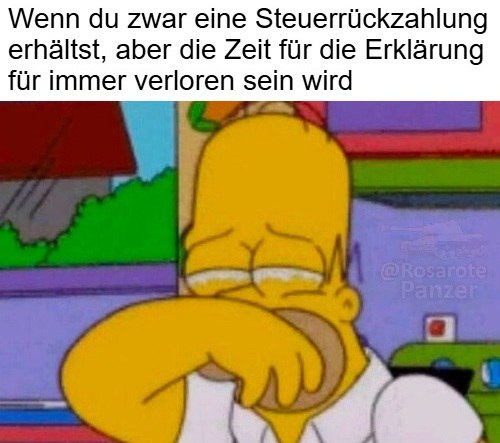 Wenn du zwar eine Steuerrückzahlung
erhältst, aber die Zeit für die Erklärung
für immer verloren sein wird
@Rosarote
Panzer